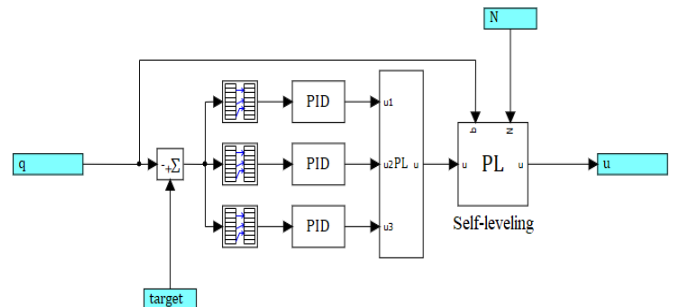 N
PID
u1
q
-+Σ
PID
u2PL u
q
N
u PL u
u
PID
u3
Self-leveling
target